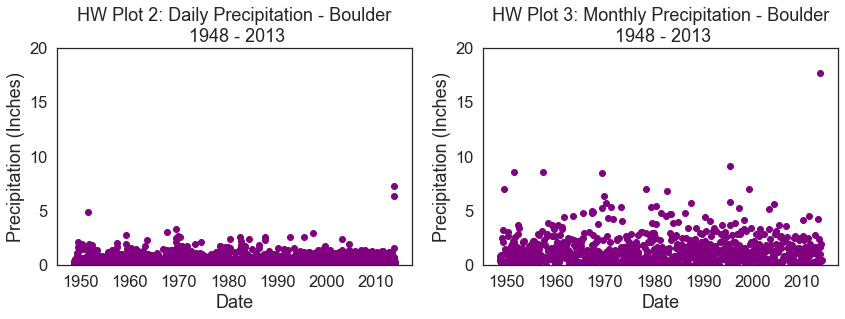 HW Plot 2: Daily Precipitation - Boulder
1948 - 2013
Precipitation (Inches)
20
15
10
5
0
1950 1960 1970 1980 1990 2000 2010
Date
HW Plot 3: Monthly Precipitation - Boulder
1948 - 2013
Precipitation (Inches)
20
15
10
5
0
1950 1960 1970 1980 1990 2000 2010
Date